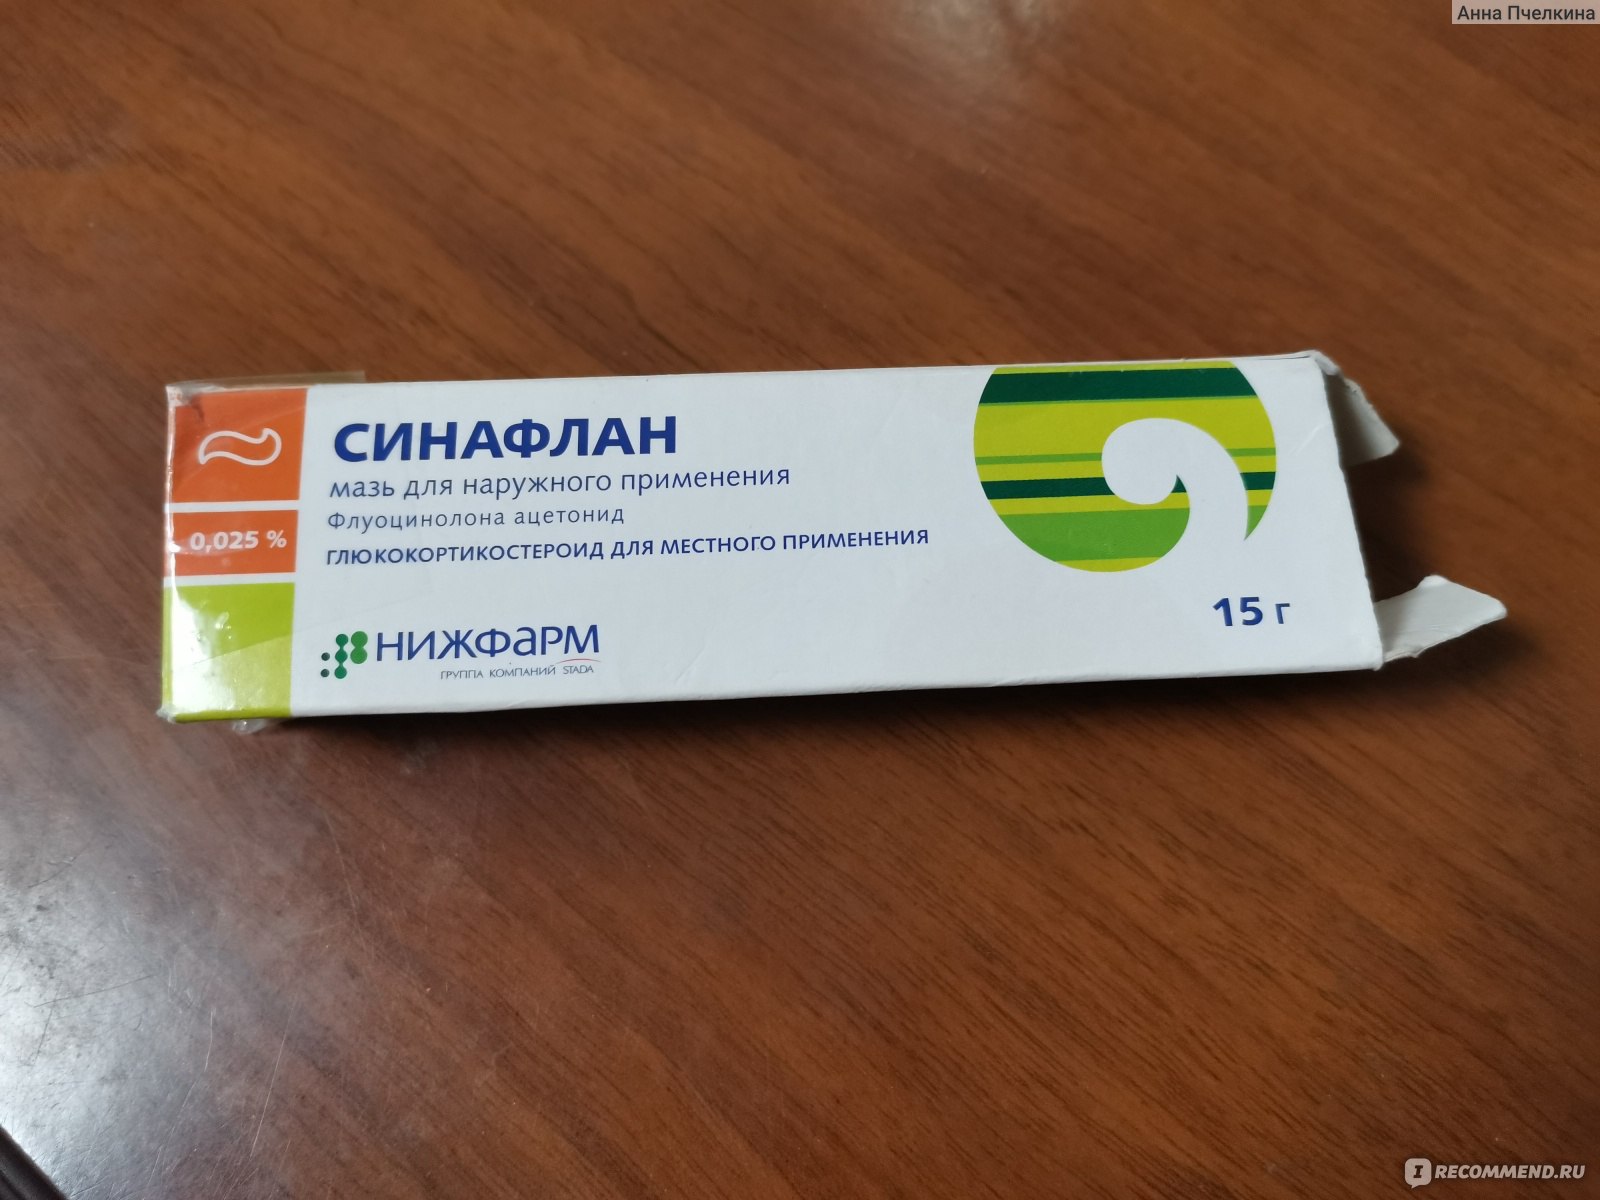 Анна Пчелкина
СИНАФЛАН
мазь для наружного применения
Флуоцинолона ацетонид
ГЛЮКОКОРТИКОСТЕРОИД ДЛЯ МЕСТНОГО ПРИМЕНЕНИЯ
0,025 %
15 г
НИЖФАРМ
ГРУППА КОМПАНИЙ STADA
IRECOMMEND.RU